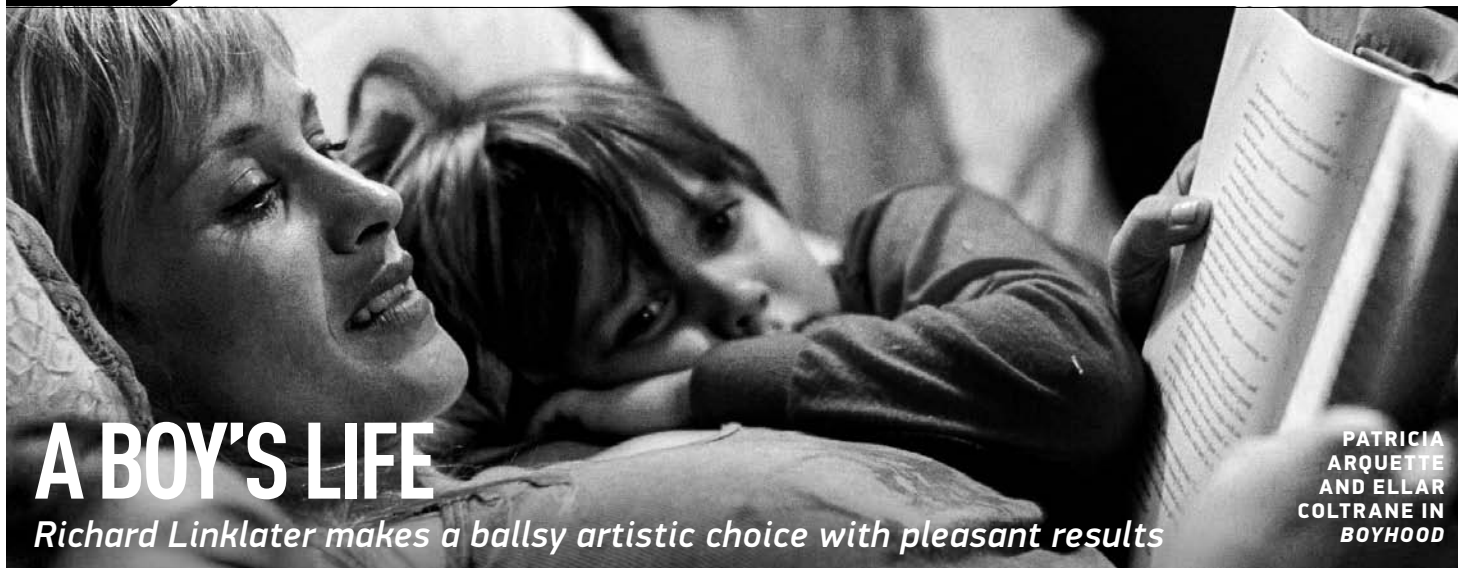 A BOY'S LIFE
Richard Linklater makes a ballsy artistic choice with pleasant results
PATRICIA
ARQUETTE
AND ELLAR
COLTRANE IN
BOYHOOD